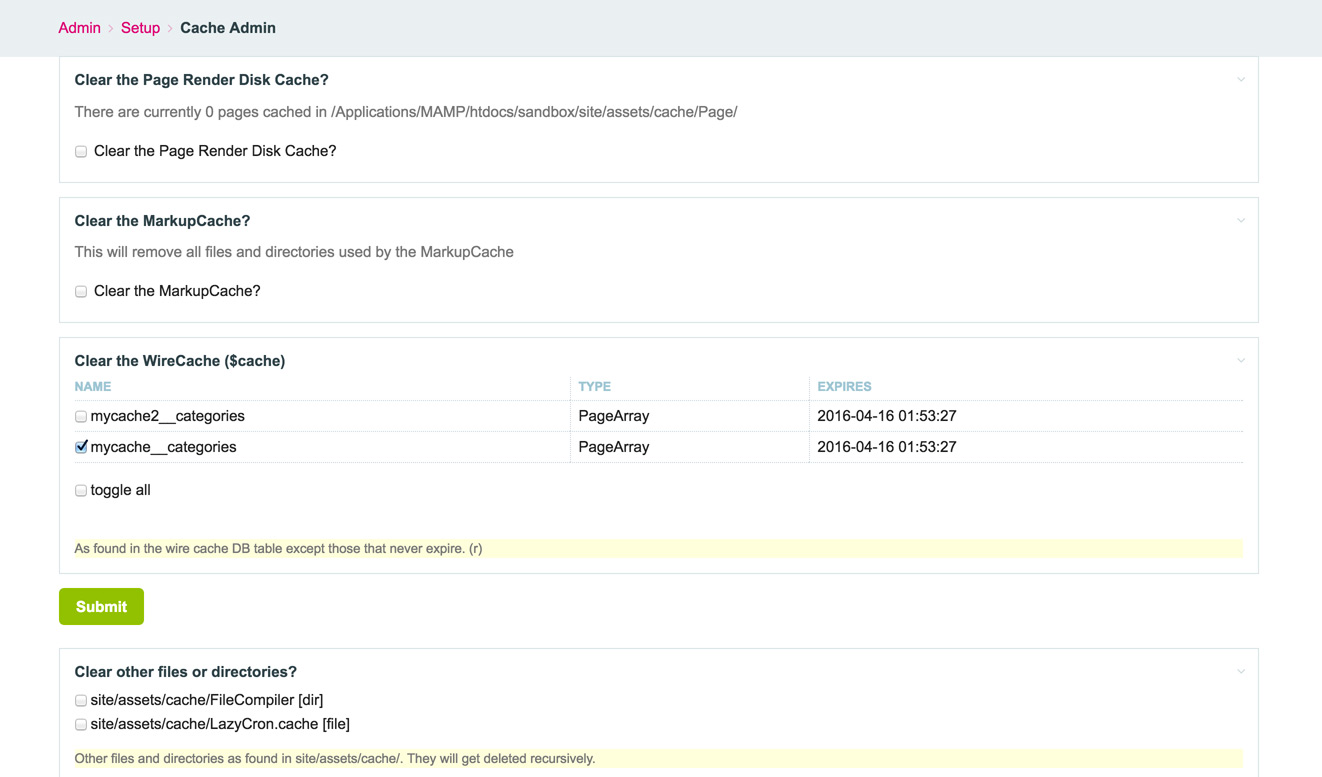 Admin > Setup > Cache Admin
Clear the Page Render Disk Cache?
There are currently 0 pages cached in /Applications/MAMP/htdocs/sandbox/site/assets/cache/Page/
Clear the Page Render Disk Cache?
Clear the MarkupCache?
This will remove all files and directories used by the MarkupCache
Clear the MarkupCache?
Clear the WireCache ($cache)
NAME TYPE EXPIRES
mycache2__categories PageArray 2016-04-16 01:53:27
mycache__categories PageArray 2016-04-16 01:53:27
toggle all
As found in the wire cache DB table except those that never expire. (r)
Submit
Clear other files or directories?
site/assets/cache/FileCompiler [dir]
site/assets/cache/LazyCron.cache [file]
Other files and directories as found in site/assets/cache/. They will get deleted recursively.